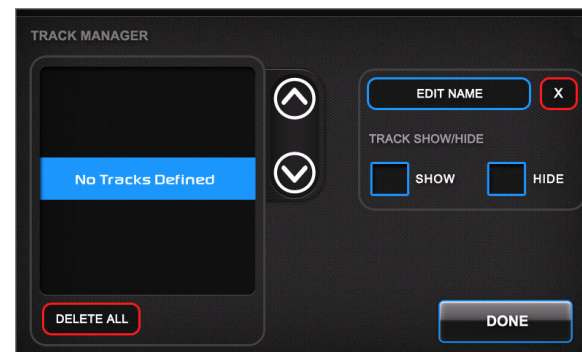 TRACK MANAGER
No Tracks Defined
DELETE ALL
EDIT NAME
X
TRACK SHOW/HIDE
SHOW
HIDE
DONE